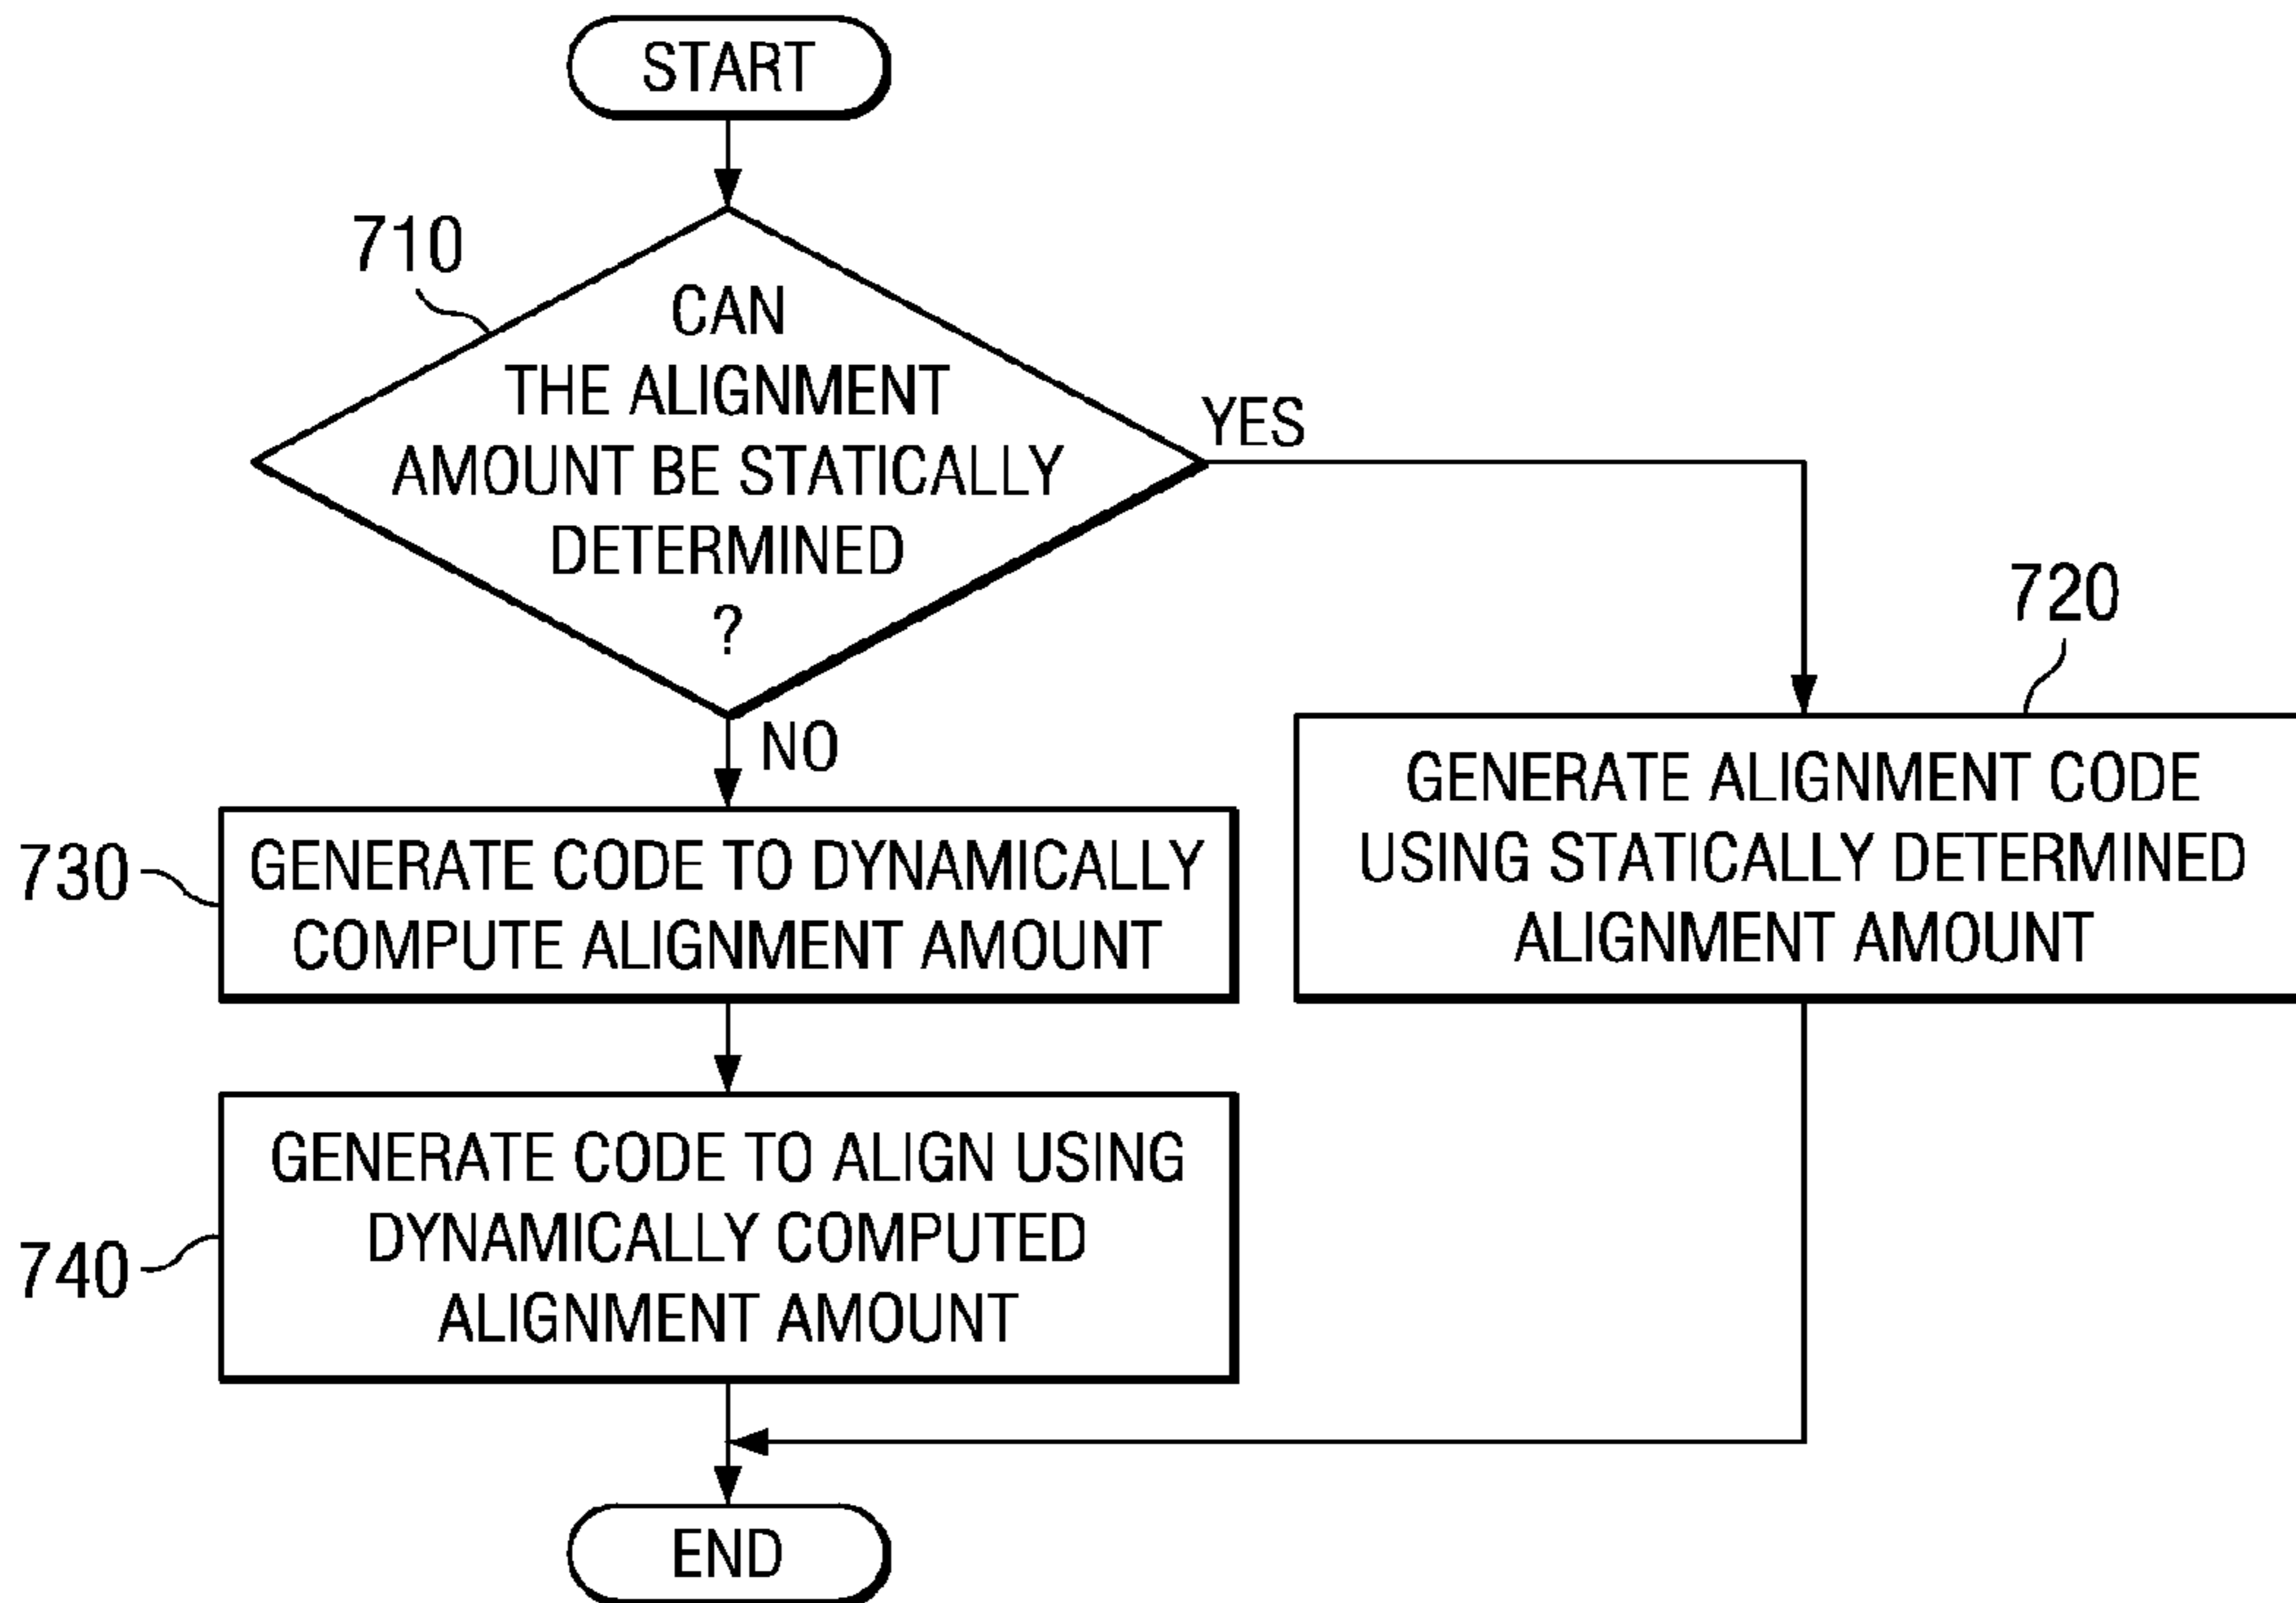 START
710
CAN
THE ALIGNMENT
AMOUNT BE STATICALLY
DETERMINED
?
YES
NO
720
GENERATE ALIGNMENT CODE
USING STATICALLY DETERMINED
ALIGNMENT AMOUNT
730
GENERATE CODE TO DYNAMICALLY
COMPUTE ALIGNMENT AMOUNT
740
GENERATE CODE TO ALIGN USING
DYNAMICALLY COMPUTED
ALIGNMENT AMOUNT
END